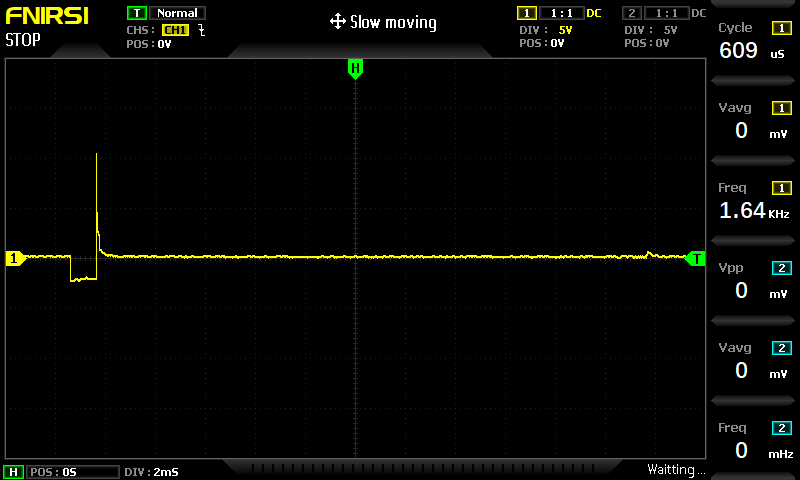 FNIRSI
STOP
T Normal
CHS: CH1
POS: 0V
Slow moving
1 1:1 DC
DIV: 5V
POS: 0V
2 1:1 DC
DIV: 5V
POS: 0V
H
1
T
Cycle 1
609 uS
Vavg 1
0 mV
Freq 1
1.64 KHz
Vpp 2
0 mV
Vavg 2
0 mV
Freq 2
0 mHz
H POS: 0S DIV: 2mS
Waitting...